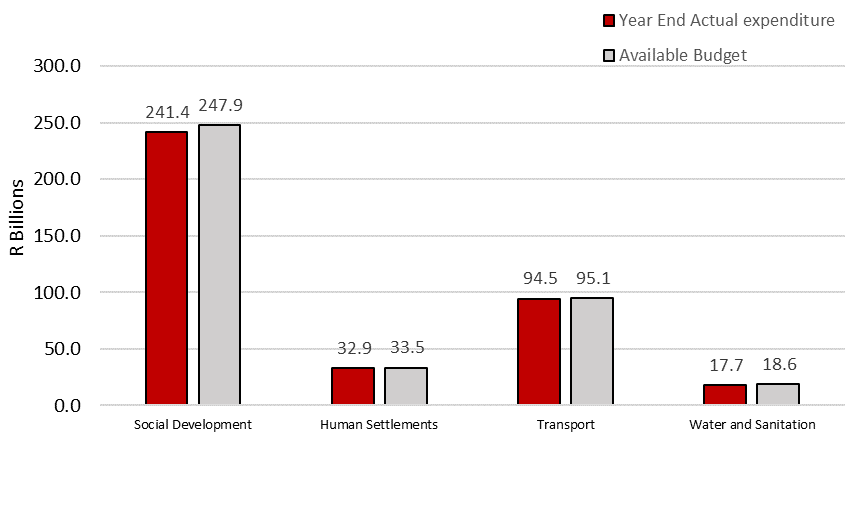 Year End Actual expenditure
Available Budget
300.0
250.0
200.0
150.0
100.0
50.0
0.0
R Billions
241.4 247.9
32.9 33.5
94.5 95.1
17.7 18.6
Social Development Human Settlements Transport Water and Sanitation